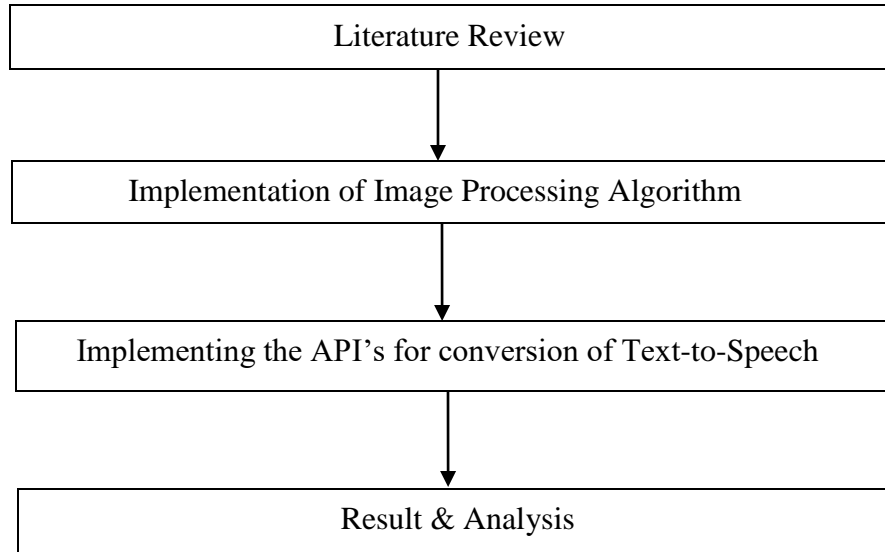 Literature Review
Implementation of Image Processing Algorithm
Implementing the API’s for conversion of Text-to-Speech
Result & Analysis